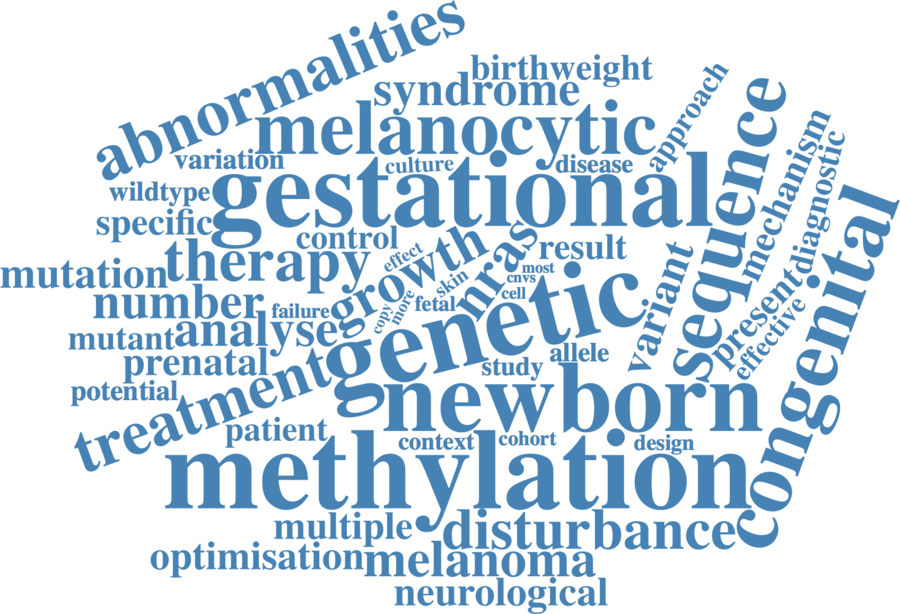 abnormalities
birthweight
syndrome
approach
melanocytic
sequence
variation
culture
disease
mechanism
wildtype
gestational
diagnostic
specific
control
nras
result
congenital
therapy
effect
growth
most
mutation
skin
cnvs
variant
number
cell
genetic
present
failure
copy
more
fetal
effective
mutant
analyse
prenatal
study
allele
treatment
newborn
potential
patient
context
cohort
design
methylation
multiple
disturbance
optimisation
melanoma
neurological